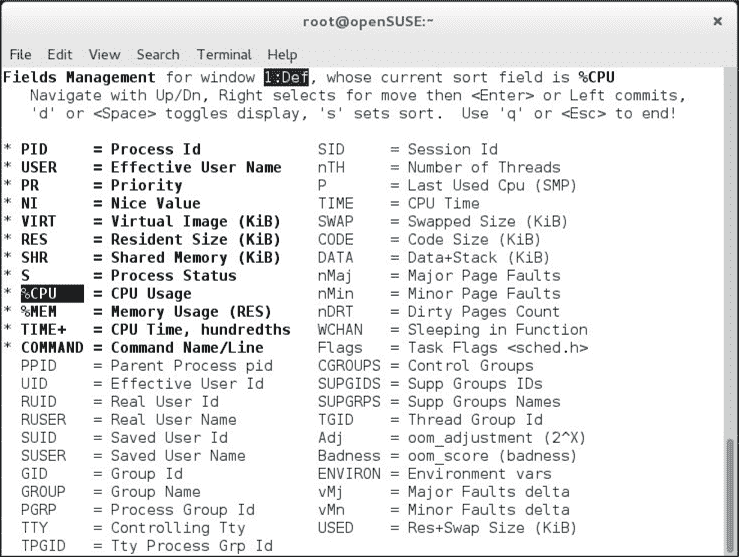 root@openSUSE:~ ×
File Edit View Search Terminal Help
Fields Management for window 1:Def, whose current sort field is %CPU
Navigate with Up/Dn, Right selects for move then <Enter> or Left commits,
'd' or <Space> toggles display, 's' sets sort. Use 'q' or <Esc> to end!
* PID = Process Id SID = Session Id
* USER = Effective User Name nTH = Number of Threads
* PR = Priority P = Last Used Cpu (SMP)
* NI = Nice Value TIME = CPU Time
* VIRT = Virtual Image (KiB) SWAP = Swapped Size (KiB)
* RES = Resident Size (KiB) CODE = Code Size (KiB)
* SHR = Shared Memory (KiB) DATA = Data+Stack (KiB)
* S = Process Status nMaj = Major Page Faults
* %CPU = CPU Usage nMin = Minor Page Faults
* %MEM = Memory Usage (RES) nDRT = Dirty Pages Count
* TIME+ = CPU Time, hundredths WCHAN = Sleeping in Function
* COMMAND = Command Name/Line Flags = Task Flags <sched.h>
PPID = Parent Process pid CGROUPS = Control Groups
UID = Effective User Id SUPGIDS = Supp Groups IDs
RUID = Real User Id SUPGRPS = Supp Groups Names
RUSER = Real User Name TGID = Thread Group Id
SUID = Saved User Id Adj = oom_adjustment (2^X)
SUSER = Saved User Name Badness = oom_score (badness)
GID = Group Id ENVIRON = Environment vars
GROUP = Group Name vMj = Major Faults delta
PGRP = Process Group Id vMn = Minor Faults delta
TTY = Controlling Tty USED = Res+Swap Size (KiB)
TPGID = Tty Process Grp Id